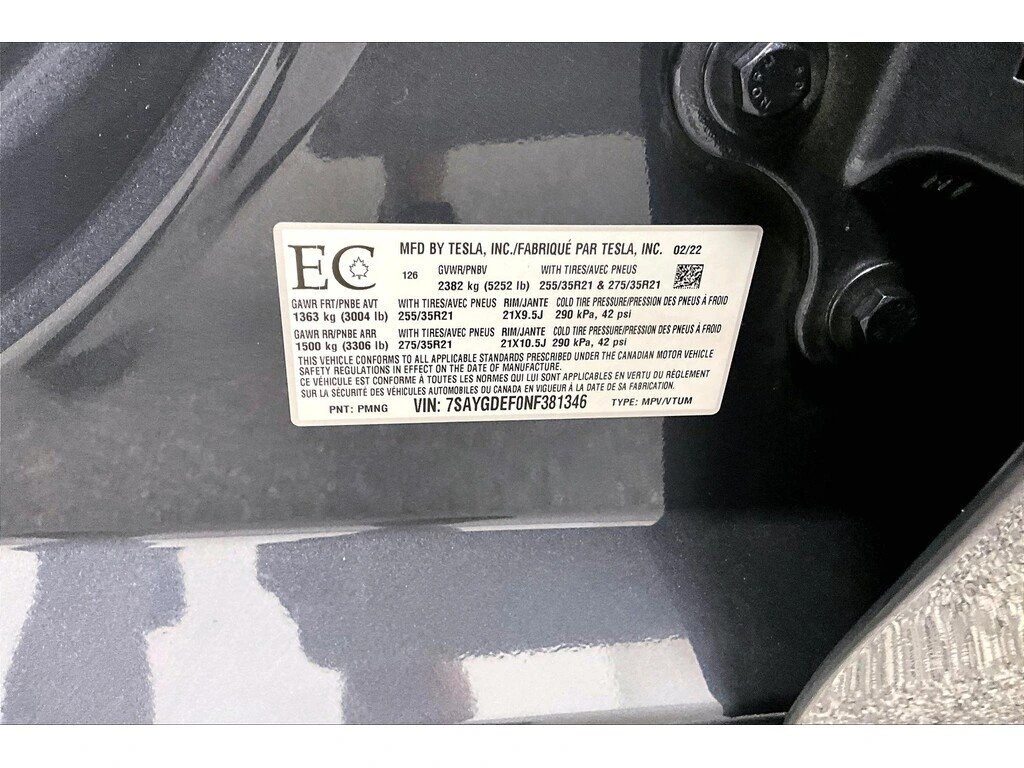 EC MFD BY TESLA, INC./FABRIQUÉ PAR TESLA, INC. 02/22
126 GVWR/PNBV WITH TIRES/AVEC PNEUS
2382 kg (5252 lb) 255/35R21 & 275/35R21
GAWR FRT/PNBE AVT WITH TIRES/AVEC PNEUS RIM/JANTE COLD TIRE PRESSURE/PRESSION DES PNEUS À FROID
1363 kg (3004 lb) 255/35R21 21X9.5J 290 kPa, 42 psi
GAWR RR/PNBE ARR WITH TIRES/AVEC PNEUS RIM/JANTE COLD TIRE PRESSURE/PRESSION DES PNEUS À FROID
1500 kg (3306 lb) 275/35R21 21X10.5J 290 kPa, 42 psi
THIS VEHICLE CONFORMS TO ALL APPLICABLE STANDARDS PRESCRIBED UNDER THE CANADIAN MOTOR VEHICLE
SAFETY REGULATIONS IN EFFECT ON THE DATE OF MANUFACTURE.
CE VÉHICULE EST CONFORME À TOUTES LES NORMES QUI LUI SONT APPLICABLES EN VERTU DU RÈGLEMENT
SUR LA SÉCURITÉ DES VÉHICULES AUTOMOBILES DU CANADA EN VIGUEUR À LA DATE DE SA FABRICATION.
PNT: PMNG VIN: 7SAYGDEF0NF381346 TYPE: MPV/VTUM